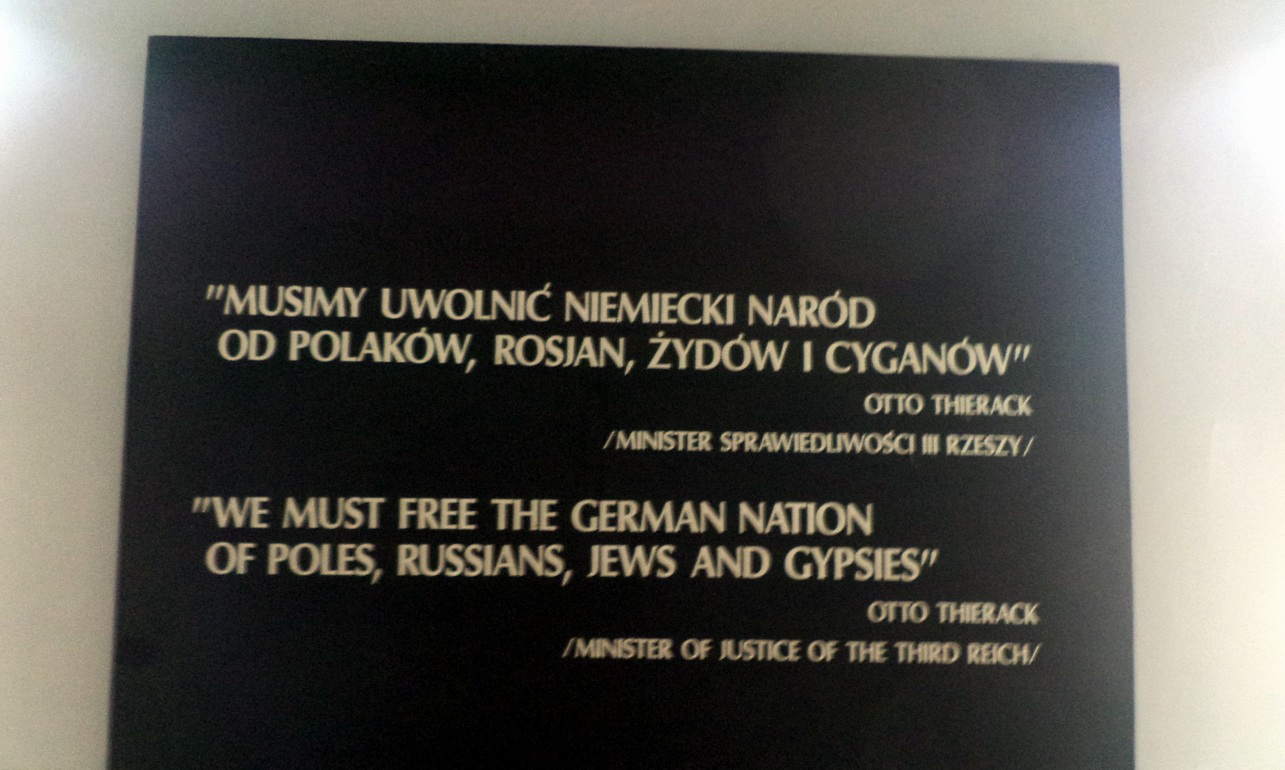 "MUSIMY UWOLNIĆ NIEMIECKI NARÓD
OD POLAKÓW, ROSJAN, ŻYDÓW I CYGANÓW"
OTTO THIERACK
/MINISTER SPRAWIEDLIWOŚCI III RZESZY/
"WE MUST FREE THE GERMAN NATION
OF POLES, RUSSIANS, JEWS AND GYPSIES"
OTTO THIERACK
/MINISTER OF JUSTICE OF THE THIRD REICH/